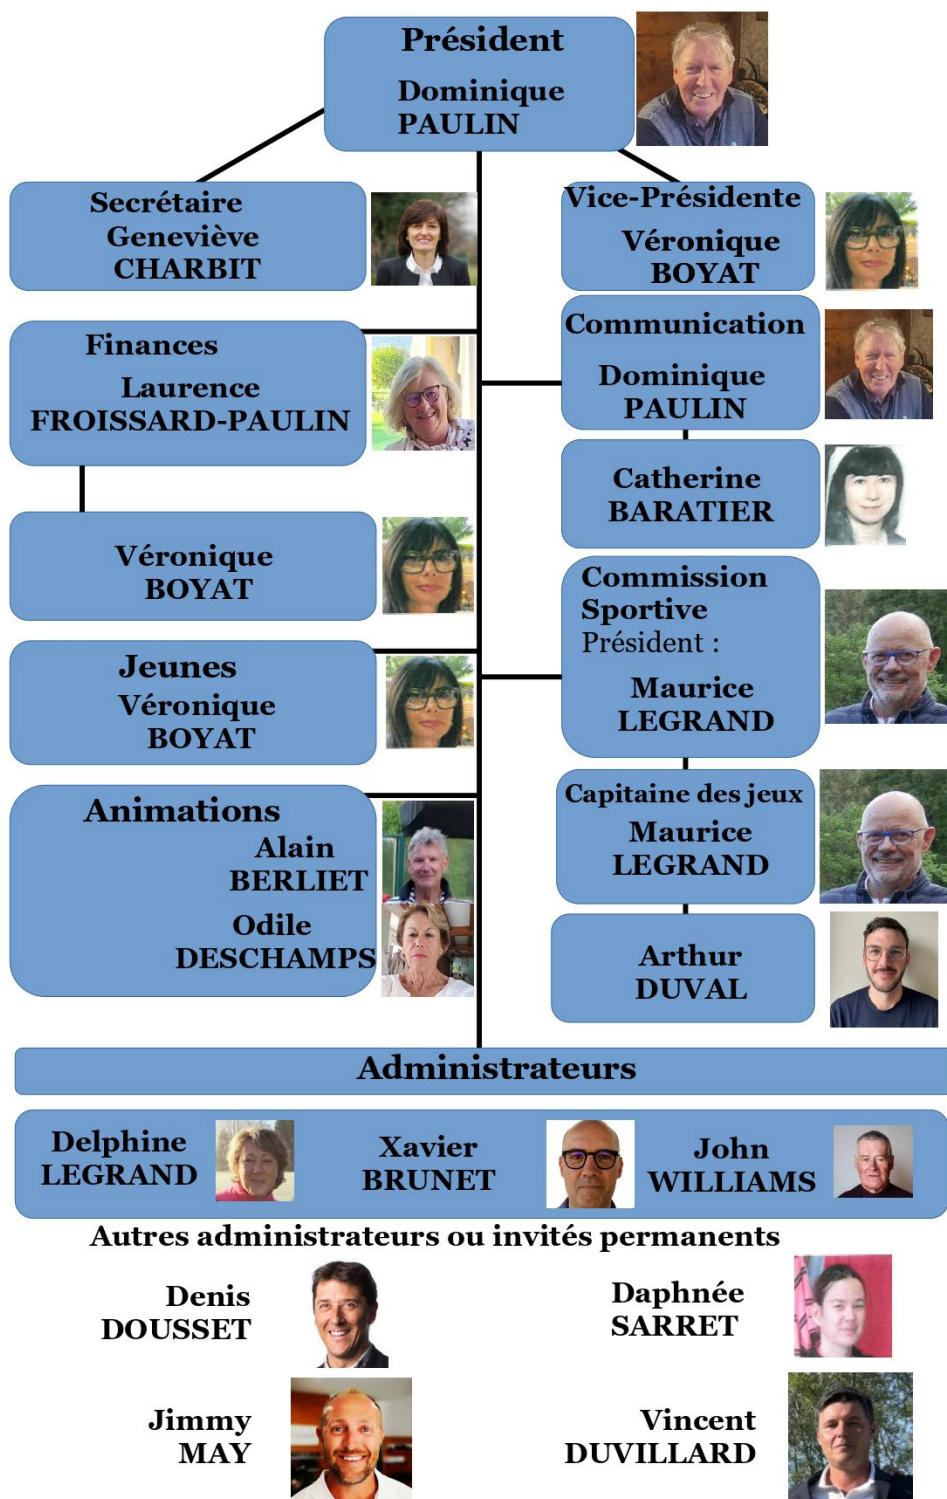 Président
Dominique
PAULIN
Secrétaire
Geneviève
CHARBIT
Vice-Présidente
Véronique
BOYAT
Finances
Laurence
FROISSARD-PAULIN
Communication
Dominique
PAULIN
Catherine
BARATIER
Véronique
BOYAT
Commission
Sportive
Président :
Maurice
LEGRAND
Jeunes
Véronique
BOYAT
Capitaine des jeux
Maurice
LEGRAND
Animations
Alain
BERLIET
Odile
DESCHAMPS
Arthur
DUVAL
Administrateurs
Delphine
LEGRAND
Xavier
BRUNET
John
WILLIAMS
Autres administrateurs ou invités permanents
Denis
DOUSSET
Daphnée
SARRET
Jimmy
MAY
Vincent
DUVILLARD